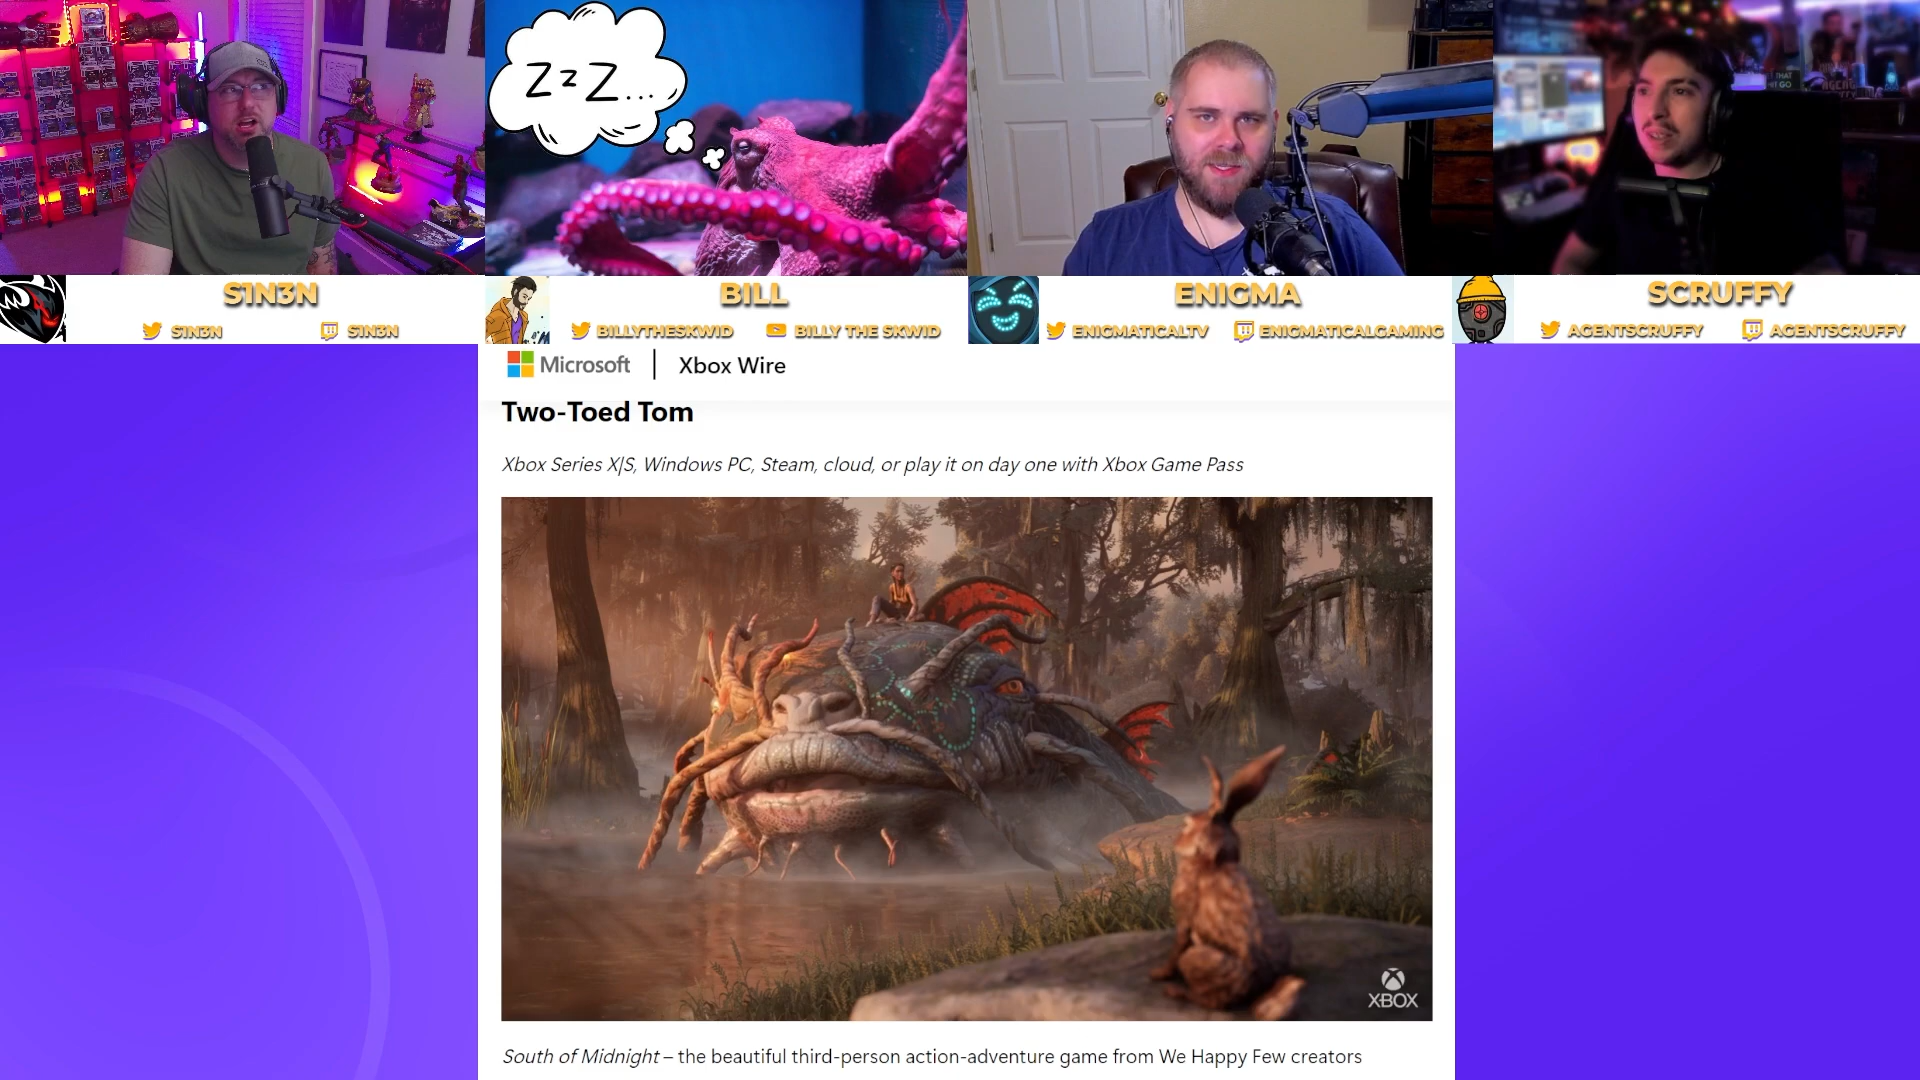 ZzZ...
THAT
S1N3N
S1N3N
S1N3N
BILL
BILLYTHESKWID
BILLY THE SKWID
ENIGMA
ENIGMATICALTV
ENIGMATICALGAMING
SCRUFFY
AGENTSCRUFFY
AGENTSCRUFFY
Microsoft | Xbox Wire
Two-Toed Tom
Xbox Series X|S, Windows PC, Steam, cloud, or play it on day one with Xbox Game Pass
XBOX
South of Midnight – the beautiful third-person action-adventure game from We Happy Few creators